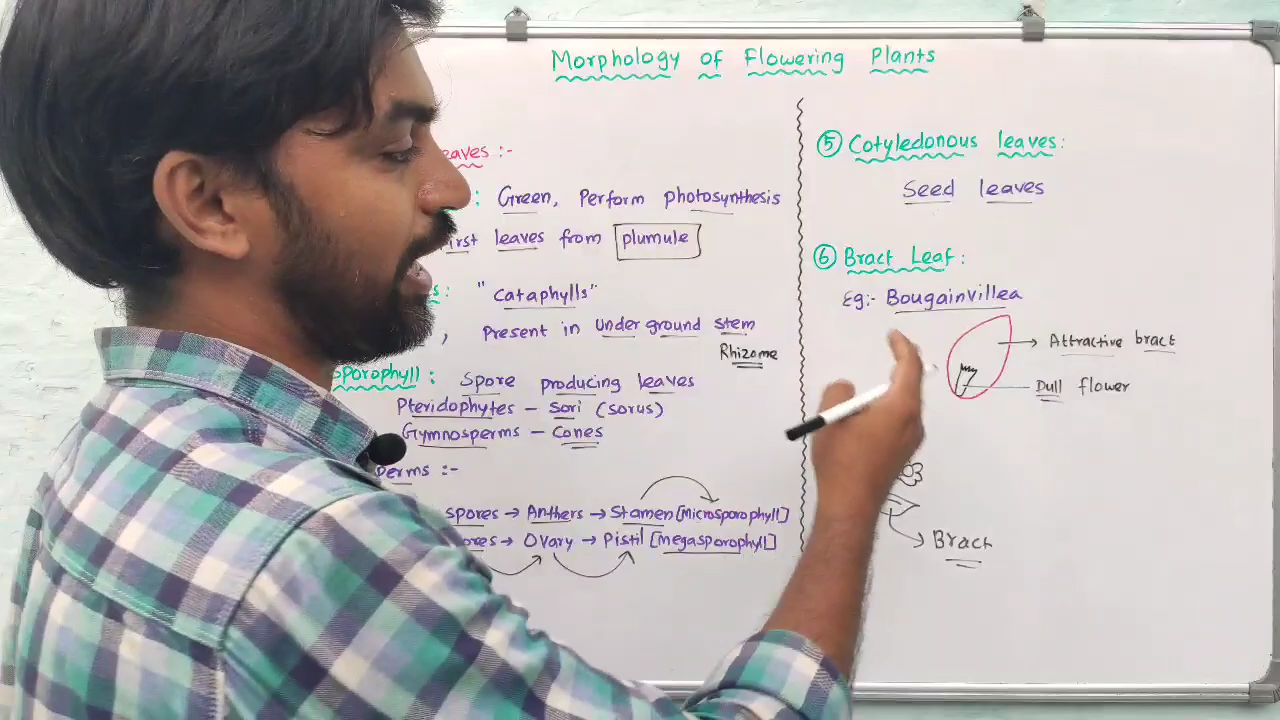 Morphology of Flowering Plants
eaves :-
: Green, Perform photosynthesis
irst leaves from plumule
s : "Cataphylls"
, Present in Underground stem
Rhizome
sporophyll : Spore producing leaves
Pteridophytes - Sori (sorus)
Gymnosperms - Cones
perms :-
spores → Anthers → Stamen [Microsporophyll]
ores → Ovary → Pistil [Megasporophyll]
5 Cotyledonous leaves:
Seed leaves
6 Bract Leaf:
Eg:- Bougainvillea
Attractive bract
Dull flower
Bract